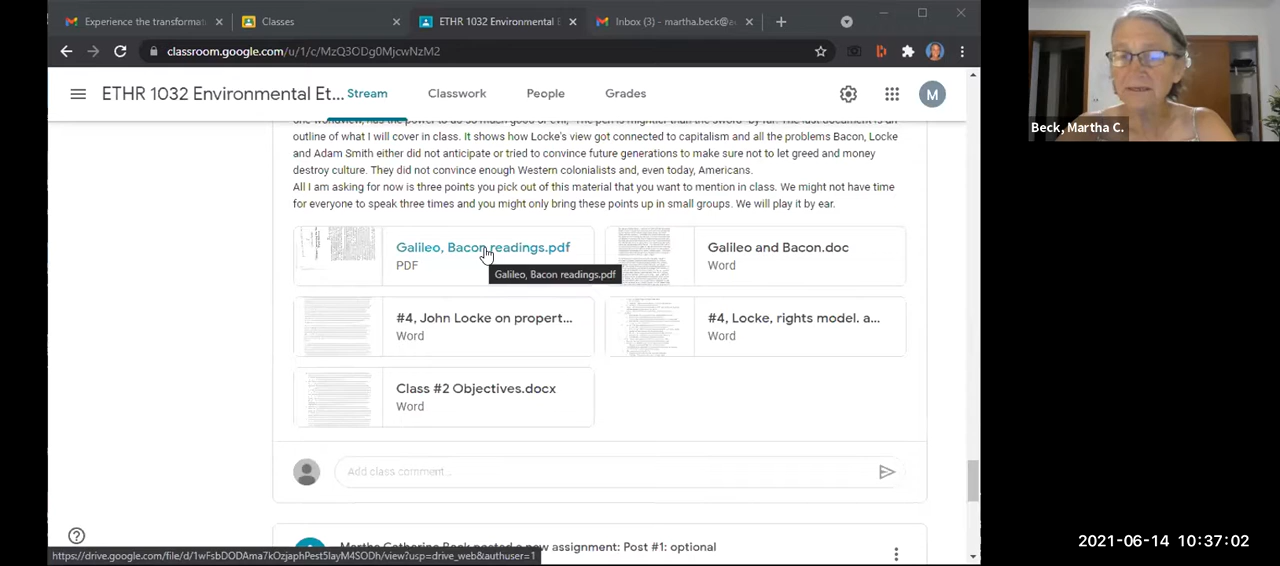 Experience the transformat
Classes
ETHR 1032 Environmental E
Inbox (3) - martha.beck@a
classroom.google.com/u/1/c/MzQ3ODg0MjcwNzM2
ETHR 1032 Environmental Et...
Stream
Classwork
People
Grades
M
outline of what I will cover in class. It shows how Locke's view got connected to capitalism and all the problems Bacon, Locke
and Adam Smith either did not anticipate or tried to convince future generations to make sure not to let greed and money
destroy culture. They did not convince enough Western colonialists and, even today, Americans.
All I am asking for now is three points you pick out of this material that you want to mention in class. We might not have time
for everyone to speak three times and you might only bring these points up in small groups. We will play it by ear.
Galileo, Bacon readings.pdf
PDF
Galileo, Bacon readings.pdf
Galileo and Bacon.doc
Word
#4, John Locke on propert...
Word
#4, Locke, rights model. a...
Word
Class #2 Objectives.docx
Word
Add class comment...
Martha Catherine Beck posted a new assignment: Post #1: optional
https://drive.google.com/file/d/1wFsbDODAma7kOzjaphPest5layM4SODh/view?usp=drive_web&authuser=1
Beck, Martha C.
2021-06-14 10:37:02